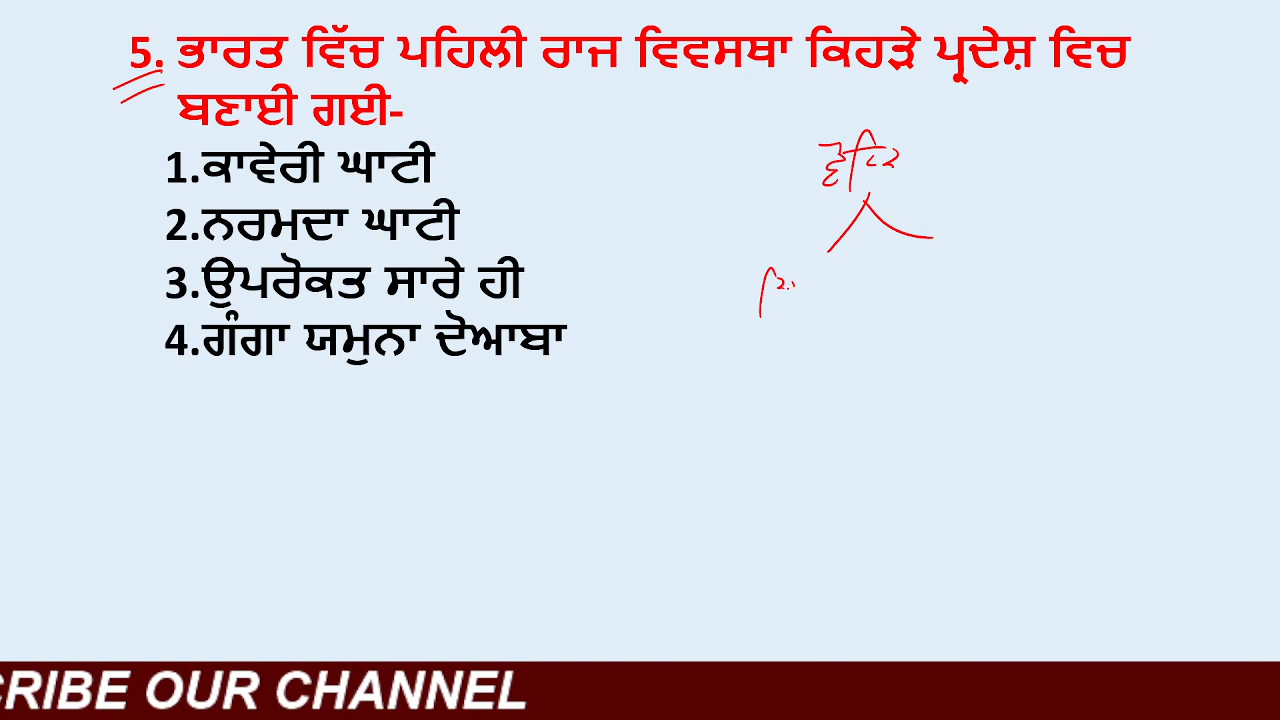 5. ਭਾਰਤ ਵਿੱਚ ਪਹਿਲੀ ਰਾਜ ਵਿਵਸਥਾ ਕਿਹੜੇ ਪ੍ਰਦੇਸ਼ ਵਿਚ
ਬਣਾਈ ਗਈ-
1.ਕਾਵੇਰੀ ਘਾਟੀ
2.ਨਰਮਦਾ ਘਾਟੀ
3.ਉਪਰੋਕਤ ਸਾਰੇ ਹੀ
4.ਗੰਗਾ ਯਮੁਨਾ ਦੋਆਬਾ
CRIBE OUR CHANNEL